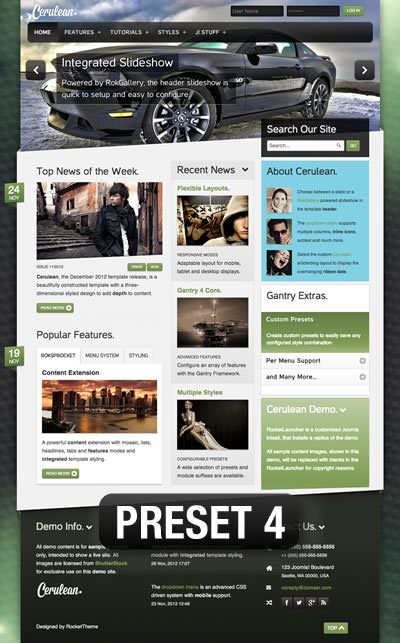 Cerulean.
User Name
LOG IN
HOME
FEATURES +
TUTORIALS +
STYLES +
J! STUFF +
Integrated Slideshow
Powered by RokGallery, the header slideshow is
quick to setup and easy to configure.
Search Our Site
Search...
GO
24
NOV
Top News of the Week.
ISSUE 11/2012
Cerulean, the December 2012 template release, is a
beautifully constructed template with a three-
dimensional styled design to add depth to content.
READ MORE
Popular Features.
19
NOV
ROKSPROCKET
MENU SYSTEM
STYLING
Content Extension
A powerful content extension with mosaic, lists,
headlines, tabs and features modes and
integrated template styling.
READ MORE
Recent News
Flexible Layouts.
RESPONSIVE MODES
Adaptable layout for mobile,
tablet and desktop displays.
Gantry 4 Core.
ADVANCED FEATURES
Configure an array of features
with the Gantry Framework.
Multiple Styles
CONFIGURABLE PRESETS
A wide selection of presets and
module suffixes are available.
About Cerulean.
Choose between a static or a
RokGallery powered slideshow in
the template header.
The dropdown menu supports
multiple columns, inline icons,
subtext and much more.
Select the custom Cerulean
articleblog layout to display the
overhanging ribbon date.
Gantry Extras.
Custom Presets
Create custom presets to easily save any
configured style combination
Per Menu Support
and Many More...
Cerulean Demo.
RocketLauncher is a customized Joomla
install, that installs a replica of the demo.
All sample content images, shown in this
demo, will be replaced with blanks in the
RocketLauncher for copyright reasons.
PRESET 4
Demo Info.
All demo content is for sample
only, intended to show a live site. All
images are licensed from ShutterStock
for exclusive use on this demo site.
Cerulean.
module with integrated template styling.
28 Nov, 2012 7:57
The dropdown menu is an advanced CSS
driven system with mobile support.
23 Nov, 2012 12:46
Us.
555-555-5555
+1 (555) 555-555-5555
123 Joomla! Boulevard
Seattle, WA 00000, USA
noreply@domain.com
Designed by RocketTheme
TOP